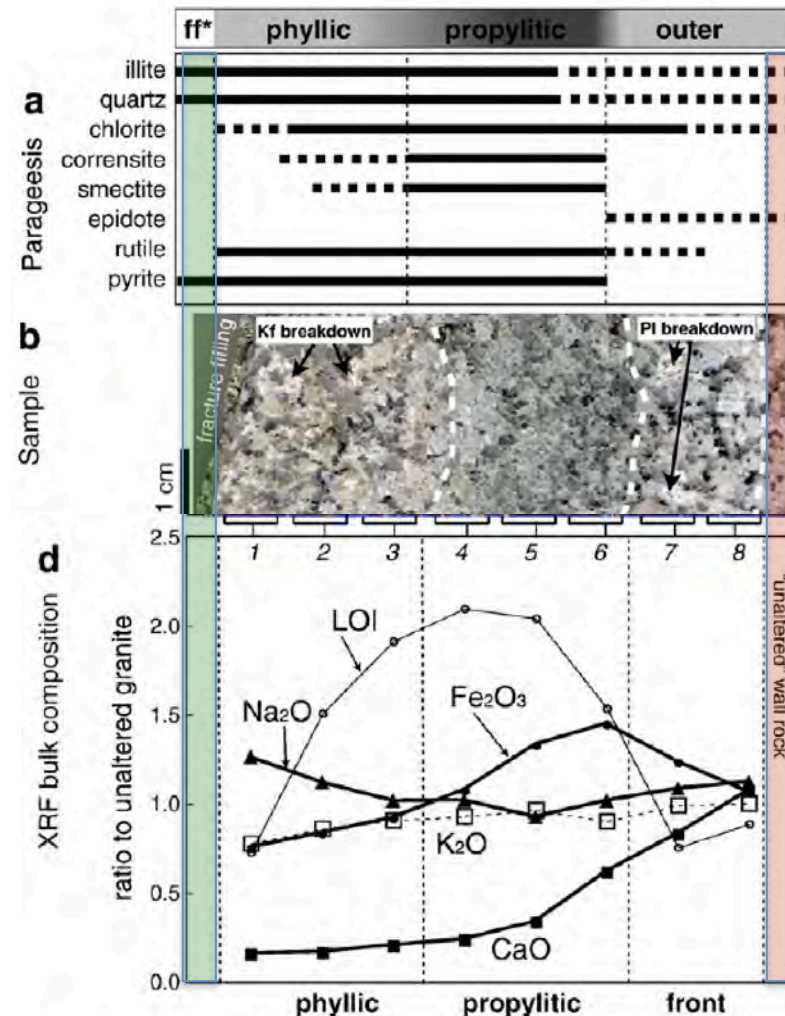 ff* phyllic propylitic outer
a
Parageesis
illite
quartz
chlorite
corrensite
smectite
epidote
rutile
pyrite
b
Sample
1 cm
fracture filling
Kf breakdown
Pl breakdown
d
XRF bulk composition
ratio to unaltered granite
2.5
2.0
1.5
1.0
0.5
0.0
1 2 3 4 5 6 7 8
LOI
Na2O
Fe2O3
K2O
CaO
"unaltered" wall rock
phyllic propylitic front